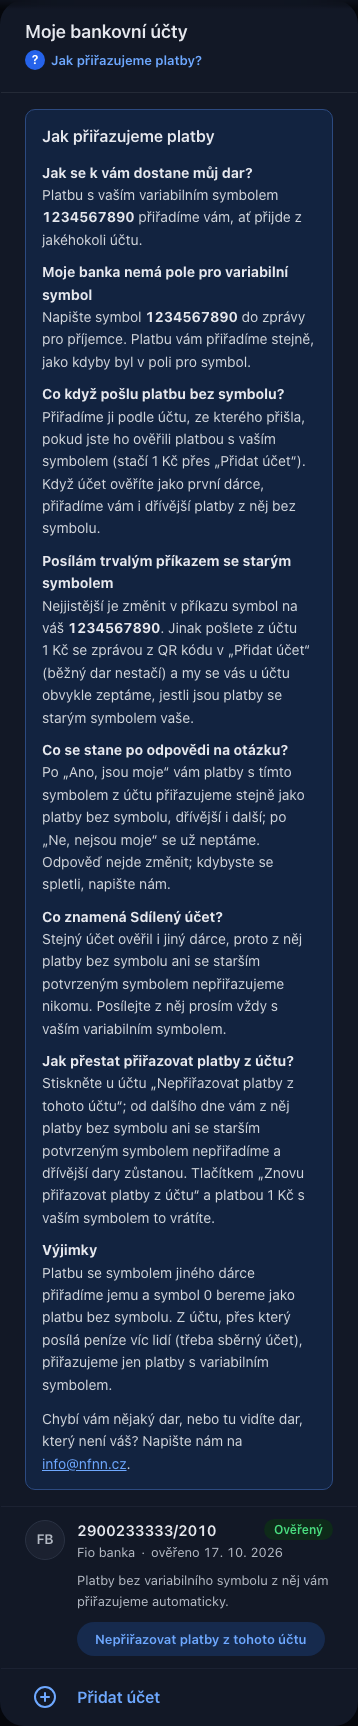 Moje bankovní účty
? Jak přiřazujeme platby?
Jak přiřazujeme platby
Jak se k vám dostane můj dar?
Platbu s vaším variabilním symbolem
1234567890 přiřadíme vám, ať přijde z
jakéhokoli účtu.
Moje banka nemá pole pro variabilní
symbol
Napište symbol 1234567890 do zprávy
pro příjemce. Platbu vám přiřadíme stejně,
jako kdyby byl v poli pro symbol.
Co když pošlu platbu bez symbolu?
Přiřadíme ji podle účtu, ze kterého přišla,
pokud jste ho ověřili platbou s vaším
symbolem (stačí 1 Kč přes „Přidat účet“).
Když účet ověříte jako první dárce,
přiřadíme vám i dřívější platby z něj bez
symbolu.
Posílám trvalým příkazem se starým
symbolem
Nejjistější je změnit v příkazu symbol na
váš 1234567890. Jinak pošlete z účtu
1 Kč se zprávou z QR kódu v „Přidat účet“
(běžný dar nestačí) a my se vás u účtu
obvykle zeptáme, jestli jsou platby se
starým symbolem vaše.
Co se stane po odpovědi na otázku?
Po „Ano, jsou moje“ vám platby s tímto
symbolem z účtu přiřazujeme stejně jako
platby bez symbolu, dřívější i další; po
„Ne, nejsou moje“ se už neptáme.
Odpověď nejde změnit; kdybyste se
spletli, napište nám.
Co znamená Sdílený účet?
Stejný účet ověřil i jiný dárce, proto z něj
platby bez symbolu ani se starším
potvrzeným symbolem nepřiřazujeme
nikomu. Posílejte z něj prosím vždy s
vaším variabilním symbolem.
Jak přestat přiřazovat platby z účtu?
Stiskněte u účtu „Nepřiřazovat platby z
tohoto účtu“; od dalšího dne vám z něj
platby bez symbolu ani se starším
potvrzeným symbolem nepřiřadíme a
dřívější dary zůstanou. Tlačítkem „Znovu
přiřazovat platby z účtu“ a platbou 1 Kč s
vaším symbolem to vrátíte.
Výjimky
Platbu se symbolem jiného dárce
přiřadíme jemu a symbol 0 bereme jako
platbu bez symbolu. Z účtu, přes který
posílá peníze víc lidí (třeba sběrný účet),
přiřazujeme jen platby s variabilním
symbolem.
Chybí vám nějaký dar, nebo tu vidíte dar,
který není váš? Napište nám na
info@nfnn.cz.
FB 2900233333/2010 Ověřený
Fio banka · ověřeno 17. 10. 2026
Platby bez variabilního symbolu z něj vám
přiřazujeme automaticky.
Nepřiřazovat platby z tohoto účtu
Přidat účet